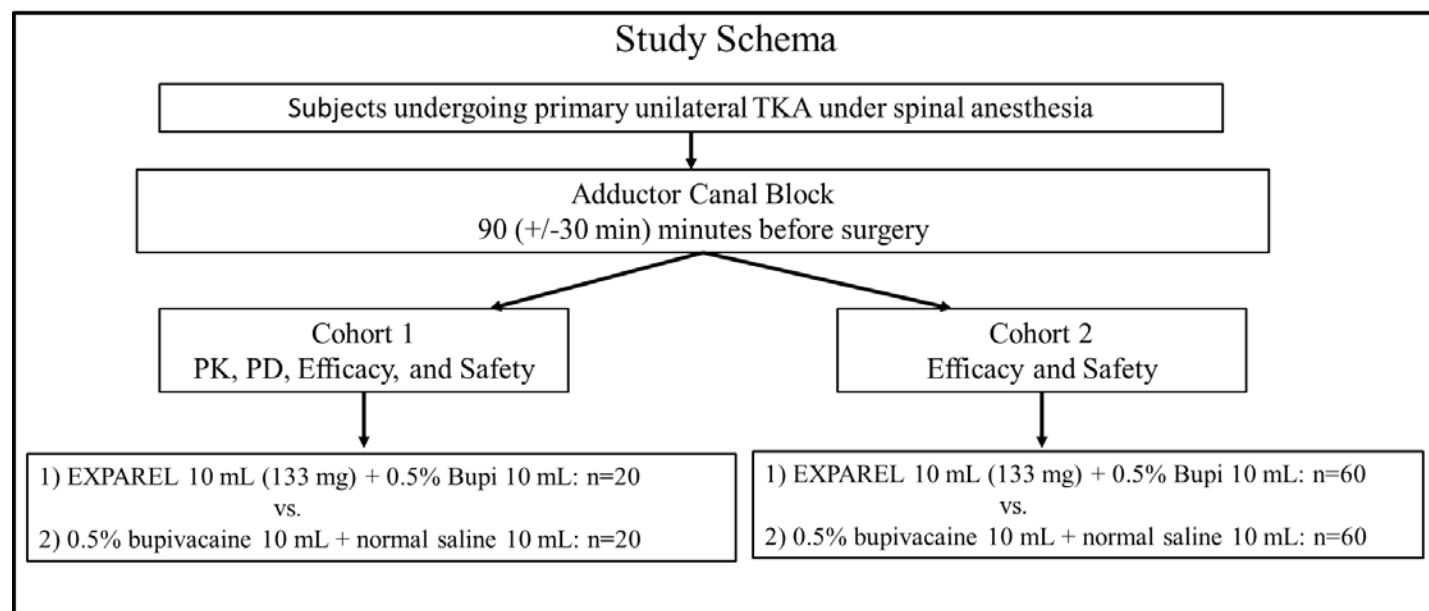 Study Schema
Subjects undergoing primary unilateral TKA under spinal anesthesia
Adductor Canal Block
90 (+/-30 min) minutes before surgery
Cohort 1
PK, PD, Efficacy, and Safety
Cohort 2
Efficacy and Safety
1) EXPAREL 10 mL (133 mg) + 0.5% Bupi 10 mL: n=20
vs.
2) 0.5% bupivacaine 10 mL + normal saline 10 mL: n=20
1) EXPAREL 10 mL (133 mg) + 0.5% Bupi 10 mL: n=60
vs.
2) 0.5% bupivacaine 10 mL + normal saline 10 mL: n=60